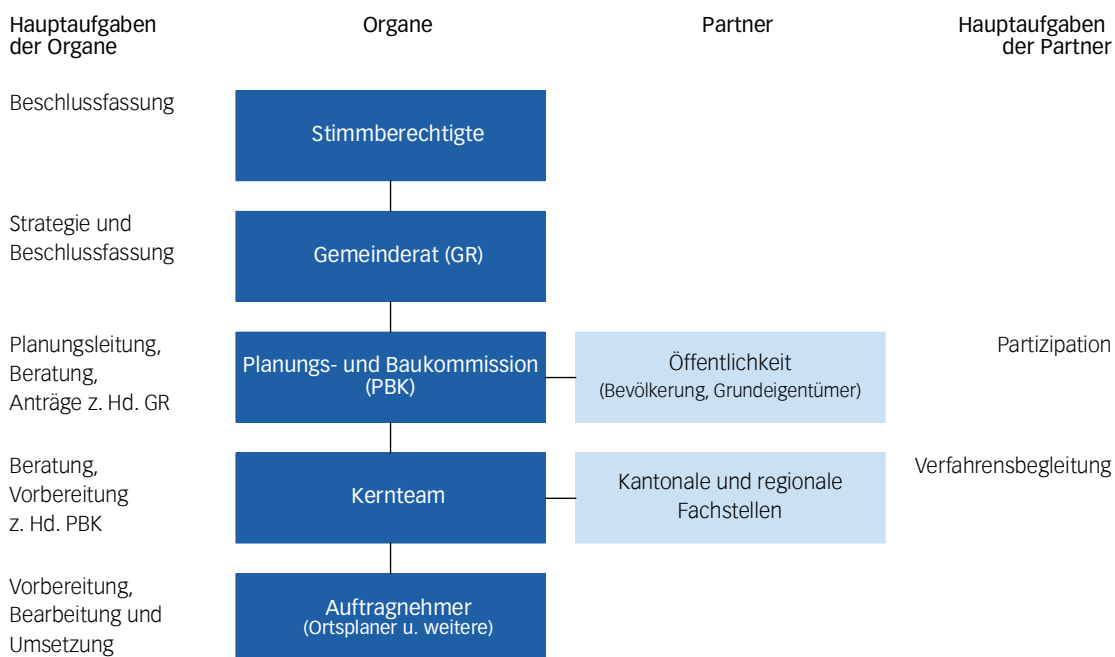 Hauptaufgaben
der Organe
Organe
Partner
Hauptaufgaben
der Partner
Beschlussfassung
Stimmberechtigte
Strategie und
Beschlussfassung
Gemeinderat (GR)
Planungsleitung,
Beratung,
Anträge z. Hd. GR
Planungs- und Baukommission
(PBK)
Öffentlichkeit
(Bevölkerung, Grundeigentümer)
Partizipation
Beratung,
Vorbereitung
z. Hd. PBK
Kernteam
Kantonale und regionale
Fachstellen
Verfahrensbegleitung
Vorbereitung,
Bearbeitung und
Umsetzung
Auftragnehmer
(Ortsplaner u. weitere)